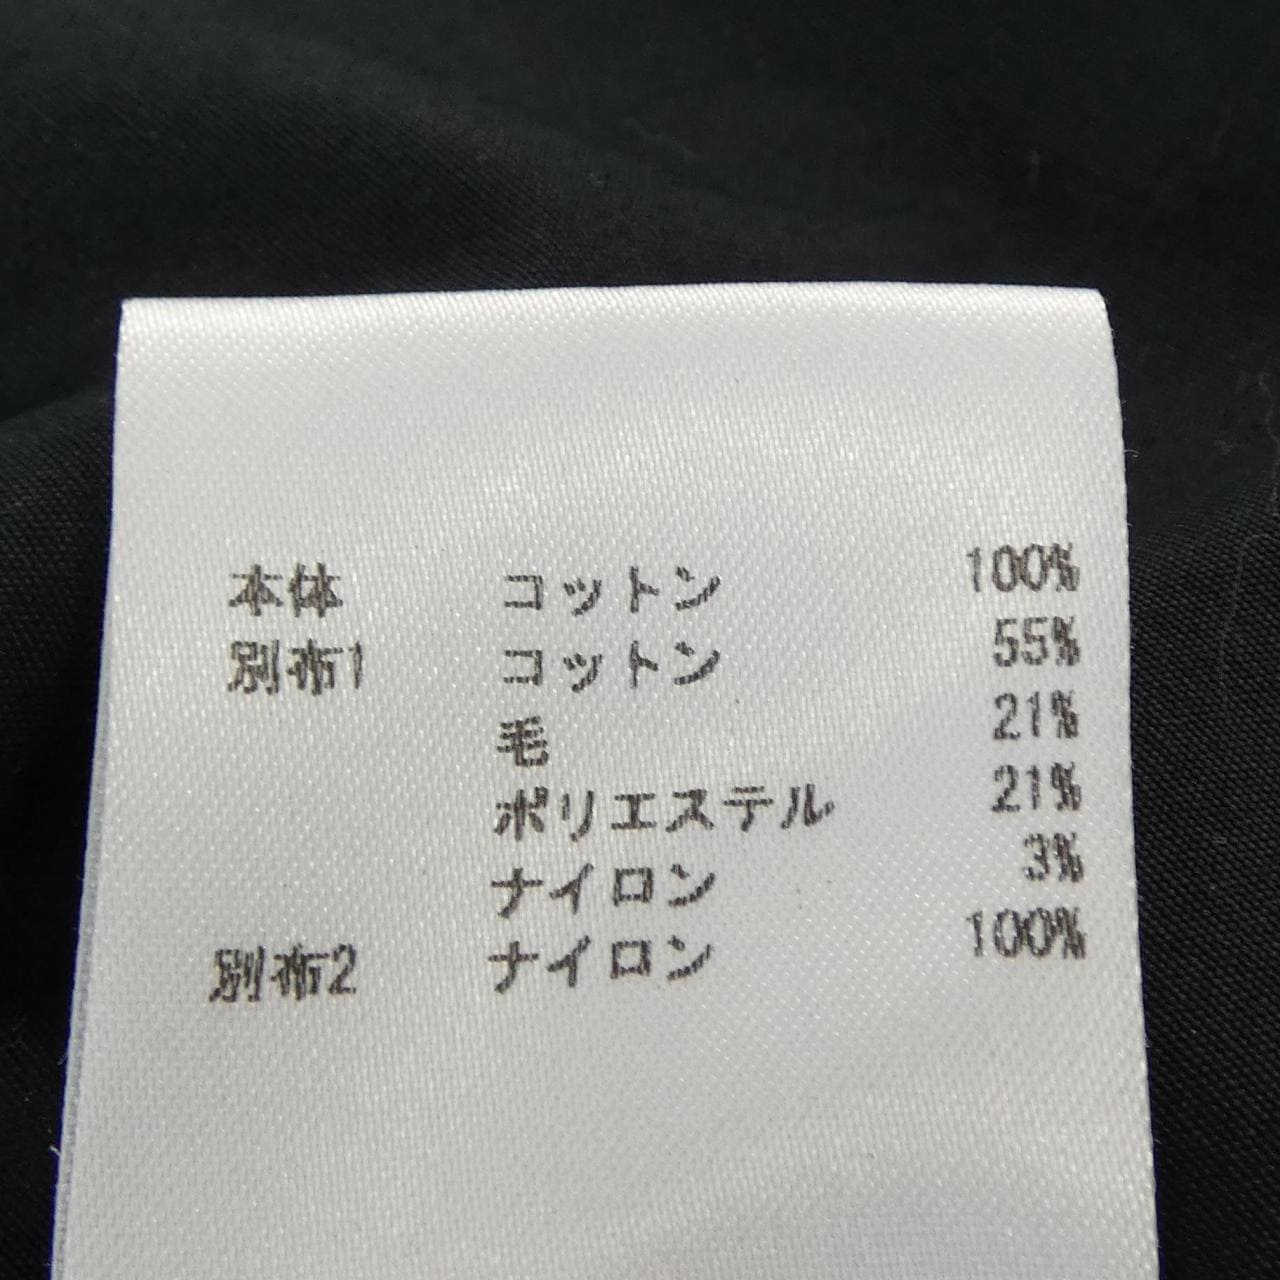 本体 コットン 100%
別布1 コットン 55%
毛 21%
ポリエステル 21%
ナイロン 3%
別布2 ナイロン 100%